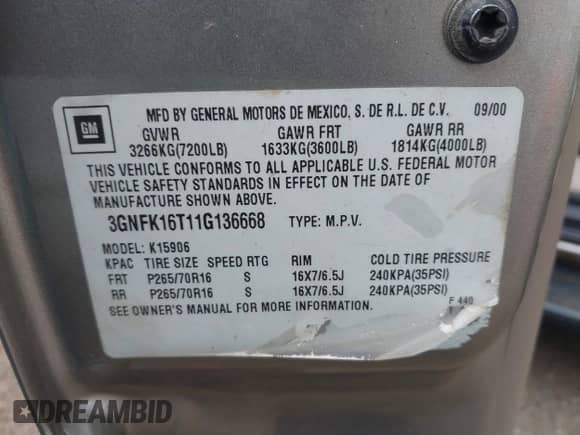 GM
MFD BY GENERAL MOTORS DE MEXICO, S. DE R.L. DE C.V. 09/00
GVWR GAWR FRT GAWR RR
3266KG(7200LB) 1633KG(3600LB) 1814KG(4000LB)
THIS VEHICLE CONFORMS TO ALL APPLICABLE U.S. FEDERAL MOTOR
VEHICLE SAFETY STANDARDS IN EFFECT ON THE DATE OF
MANUFACTURE SHOWN ABOVE.
3GNFK16T11G136668 TYPE: M.P.V.
MODEL: K15906
KPAC TIRE SIZE SPEED RTG RIM COLD TIRE PRESSURE
FRT P265/70R16 S 16X7/6.5J 240KPA(35PSI)
RR P265/70R16 S 16X7/6.5J 240KPA(35PSI)
SEE OWNER'S MANUAL FOR MORE INFORMATION.
F 440
DREAMBID